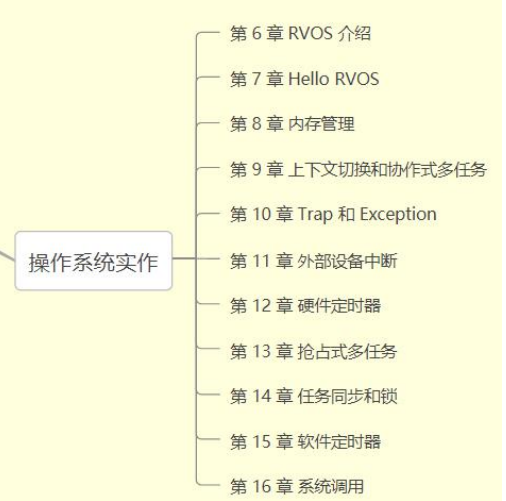 第 6 章 RVOS 介绍
第 7 章 Hello RVOS
第 8 章 内存管理
第 9 章 上下文切换和协作式多任务
第 10 章 Trap 和 Exception
操作系统实作
第 11 章 外部设备中断
第 12 章 硬件定时器
第 13 章 抢占式多任务
第 14 章 任务同步和锁
第 15 章 软件定时器
第 16 章 系统调用